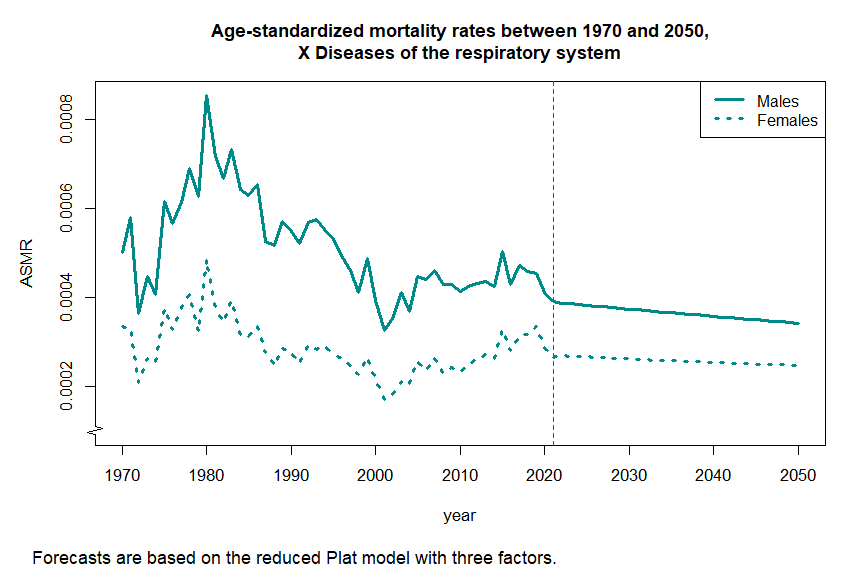 Age-standardized mortality rates between 1970 and 2050,
X Diseases of the respiratory system
Males
Females
0.0008
0.0006
0.0004
0.0002
ASMR
1970 1980 1990 2000 2010 2020 2030 2040 2050
year
Forecasts are based on the reduced Plat model with three factors.